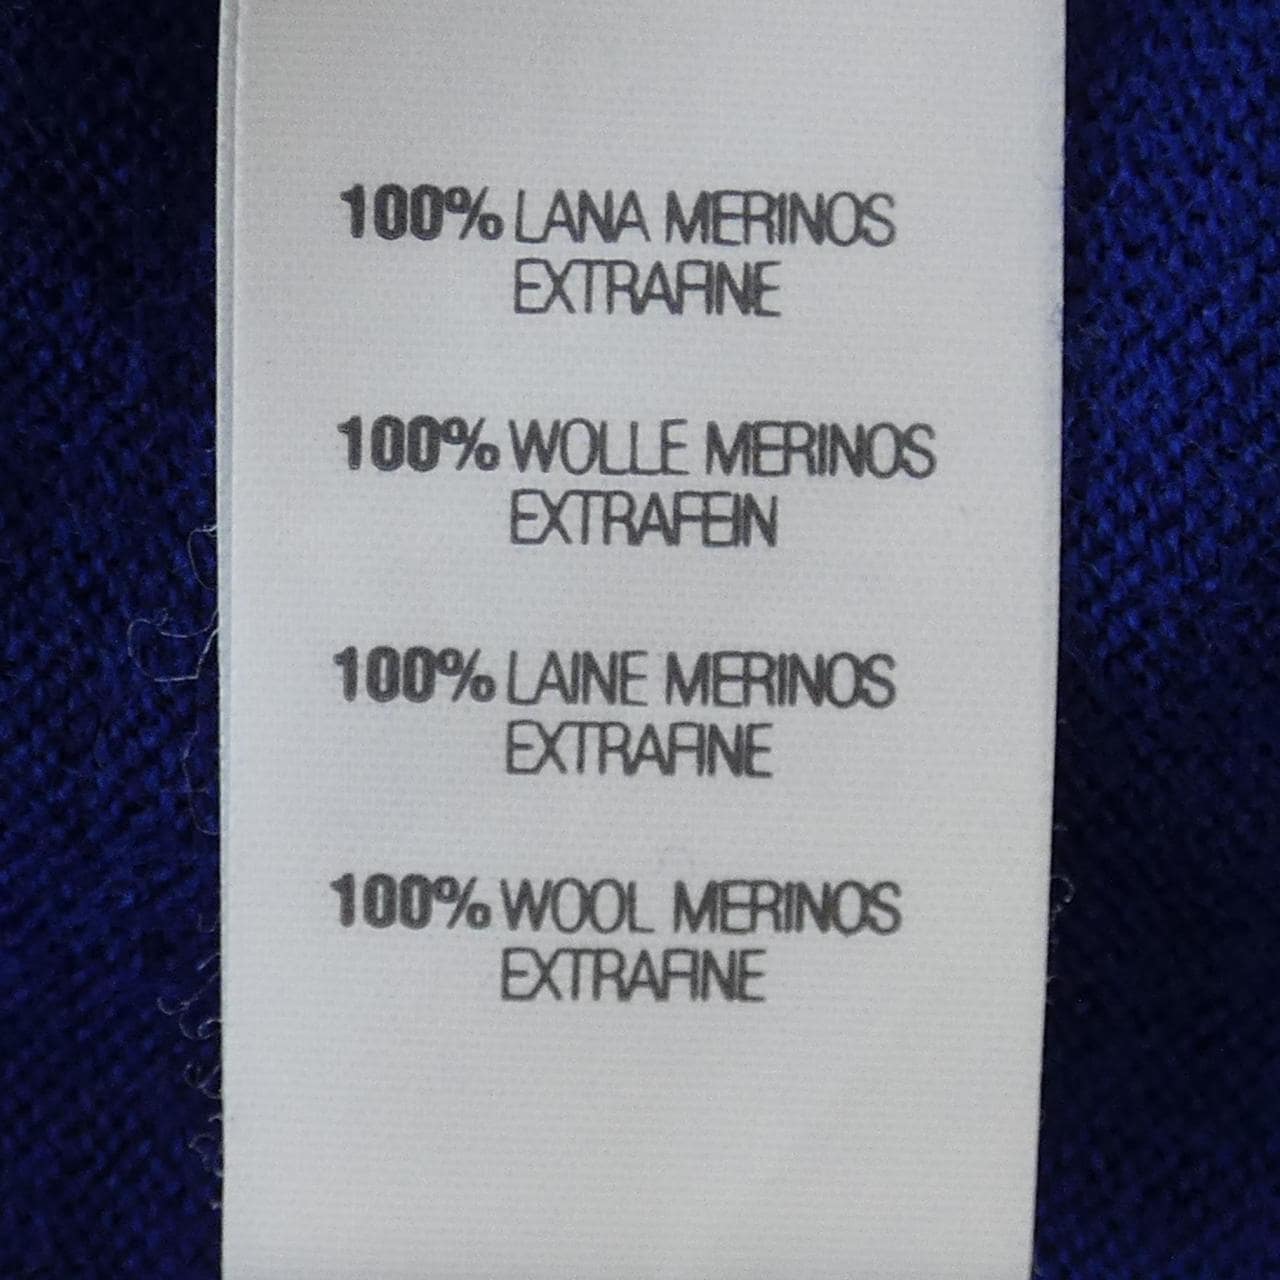 100% LANA MERINOS
EXTRAFINE
100% WOLLE MERINOS
EXTRAFEIN
100% LAINE MERINOS
EXTRAFINE
100% WOOL MERINOS
EXTRAFINE